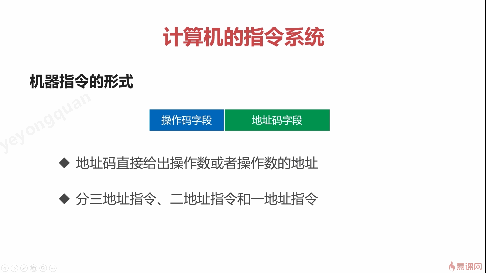 计算机的指令系统
机器指令的形式
操作码字段 地址码字段
◆ 地址码直接给出操作数或者操作数的地址
◆ 分三地址指令、二地址指令和一地址指令
yeyongquan
慕课网